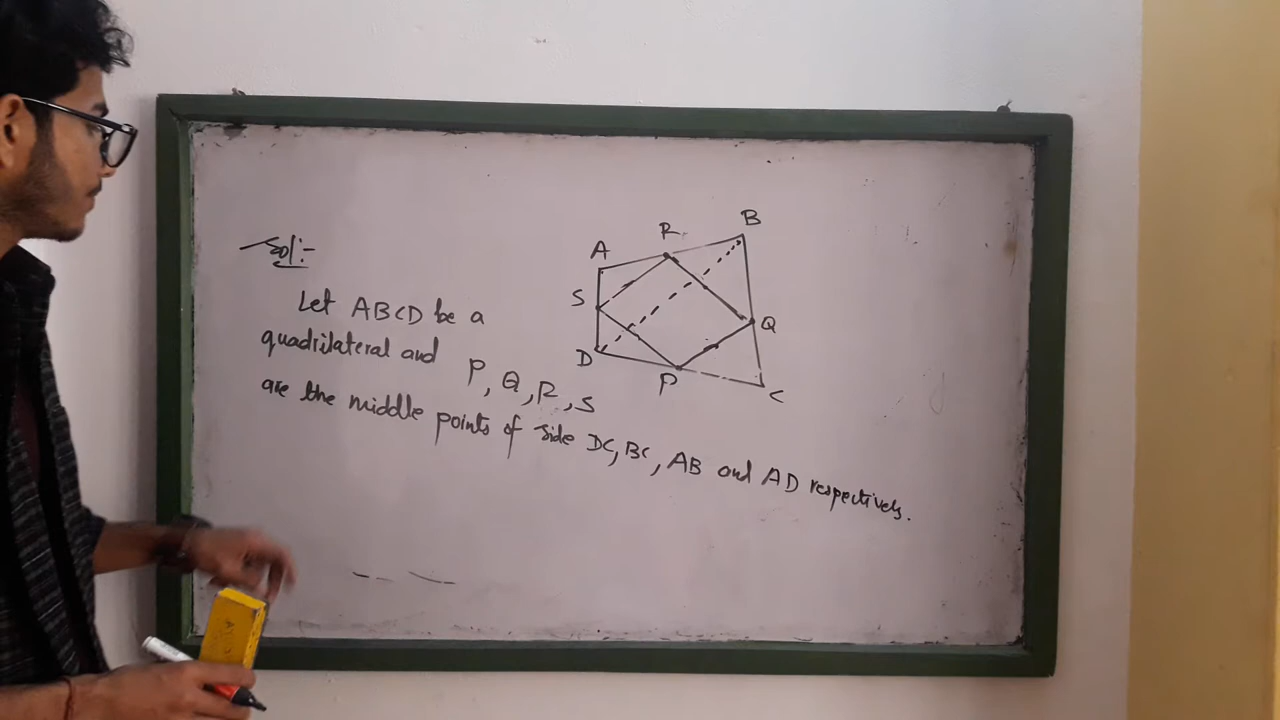 Sol:-
Let ABCD be a
quadrilateral and P, Q, R, S
are the middle points of side DC, BC, AB and AD respectively.
A
R
B
S
Q
D
P
C